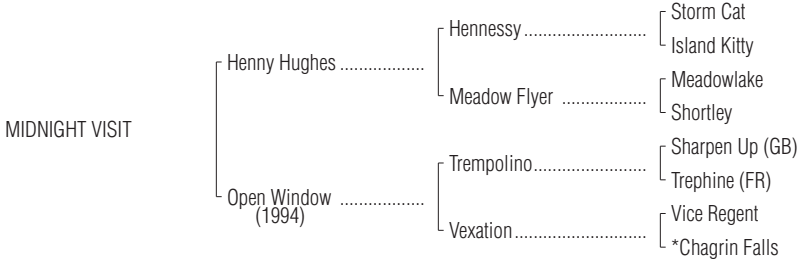 Storm Cat
Hennessy ..........................
Island Kitty
Henny Hughes ..................
Meadowlake
Meadow Flyer ..................
Shortley
MIDNIGHT VISIT
Sharpen Up (GB)
Trempolino........................
Trephine (FR)
Open Window ..................
(1994)
Vice Regent
Vexation............................
*Chagrin Falls